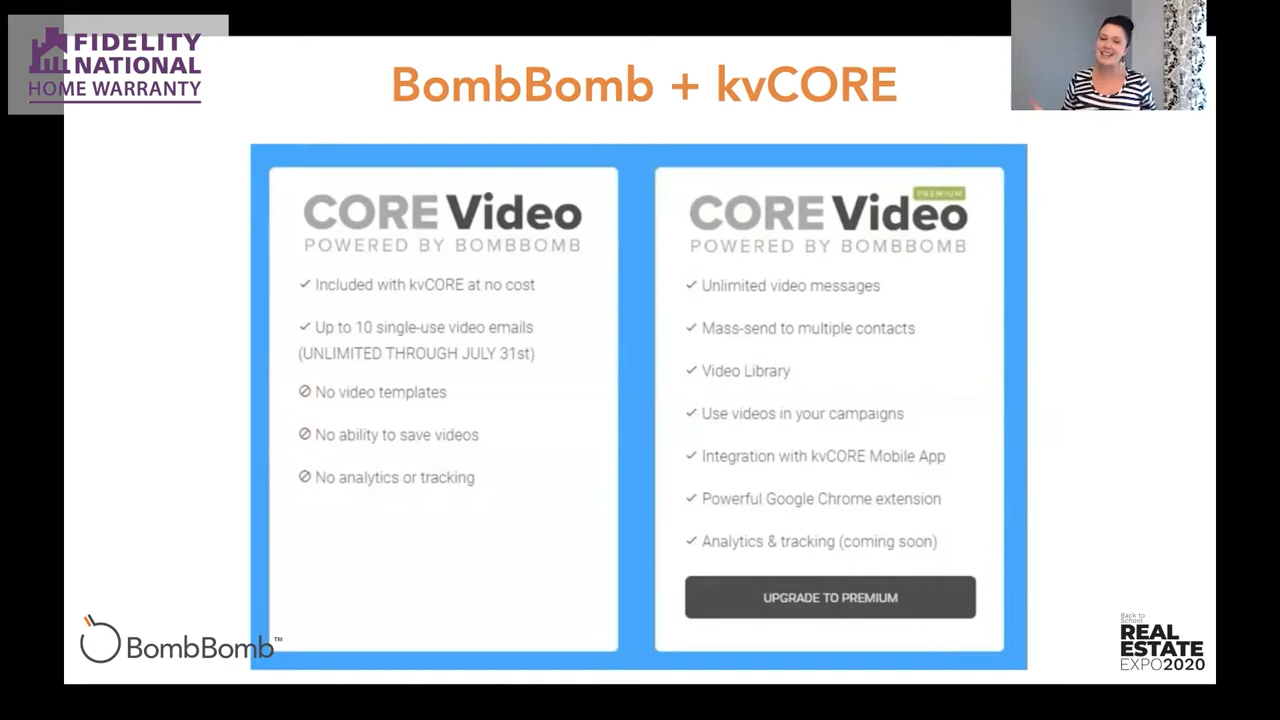 FIDELITY
NATIONAL
HOME WARRANTY
BombBomb + kvCORE
CORE Video
POWERED BY BOMBBOMB
Included with kvCORE at no cost
Up to 10 single-use video emails
(UNLIMITED THROUGH JULY 31st)
No video templates
No ability to save videos
No analytics or tracking
PREMIUM
CORE Video
POWERED BY BOMBBOMB
Unlimited video messages
Mass-send to multiple contacts
Video Library
Use videos in your campaigns
Integration with kvCORE Mobile App
Powerful Google Chrome extension
Analytics & tracking (coming soon)
UPGRADE TO PREMIUM
BombBomb™
Back to
School
REAL
ESTATE
EXPO2020